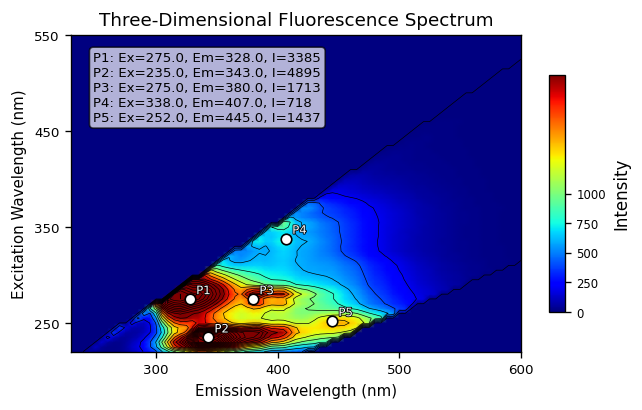 Three-Dimensional Fluorescence Spectrum
P1: Ex=275.0, Em=328.0, I=3385
P2: Ex=235.0, Em=343.0, I=4895
P3: Ex=275.0, Em=380.0, I=1713
P4: Ex=338.0, Em=407.0, I=718
P5: Ex=252.0, Em=445.0, I=1437
550
450
350
250
Excitation Wavelength (nm)
P4
P1
P3
P5
P2
300
400
500
600
Emission Wavelength (nm)
1000
750
500
250
0
Intensity